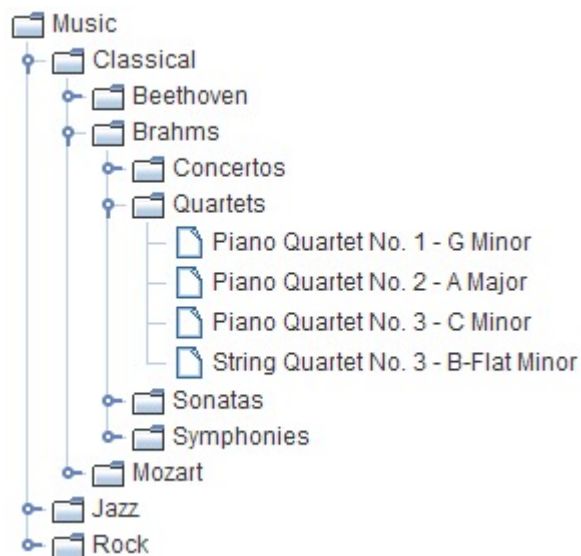 Music
Classical
Beethoven
Brahms
Concertos
Quartets
Piano Quartet No. 1 - G Minor
Piano Quartet No. 2 - A Major
Piano Quartet No. 3 - C Minor
String Quartet No. 3 - B-Flat Minor
Sonatas
Symphonies
Mozart
Jazz
Rock